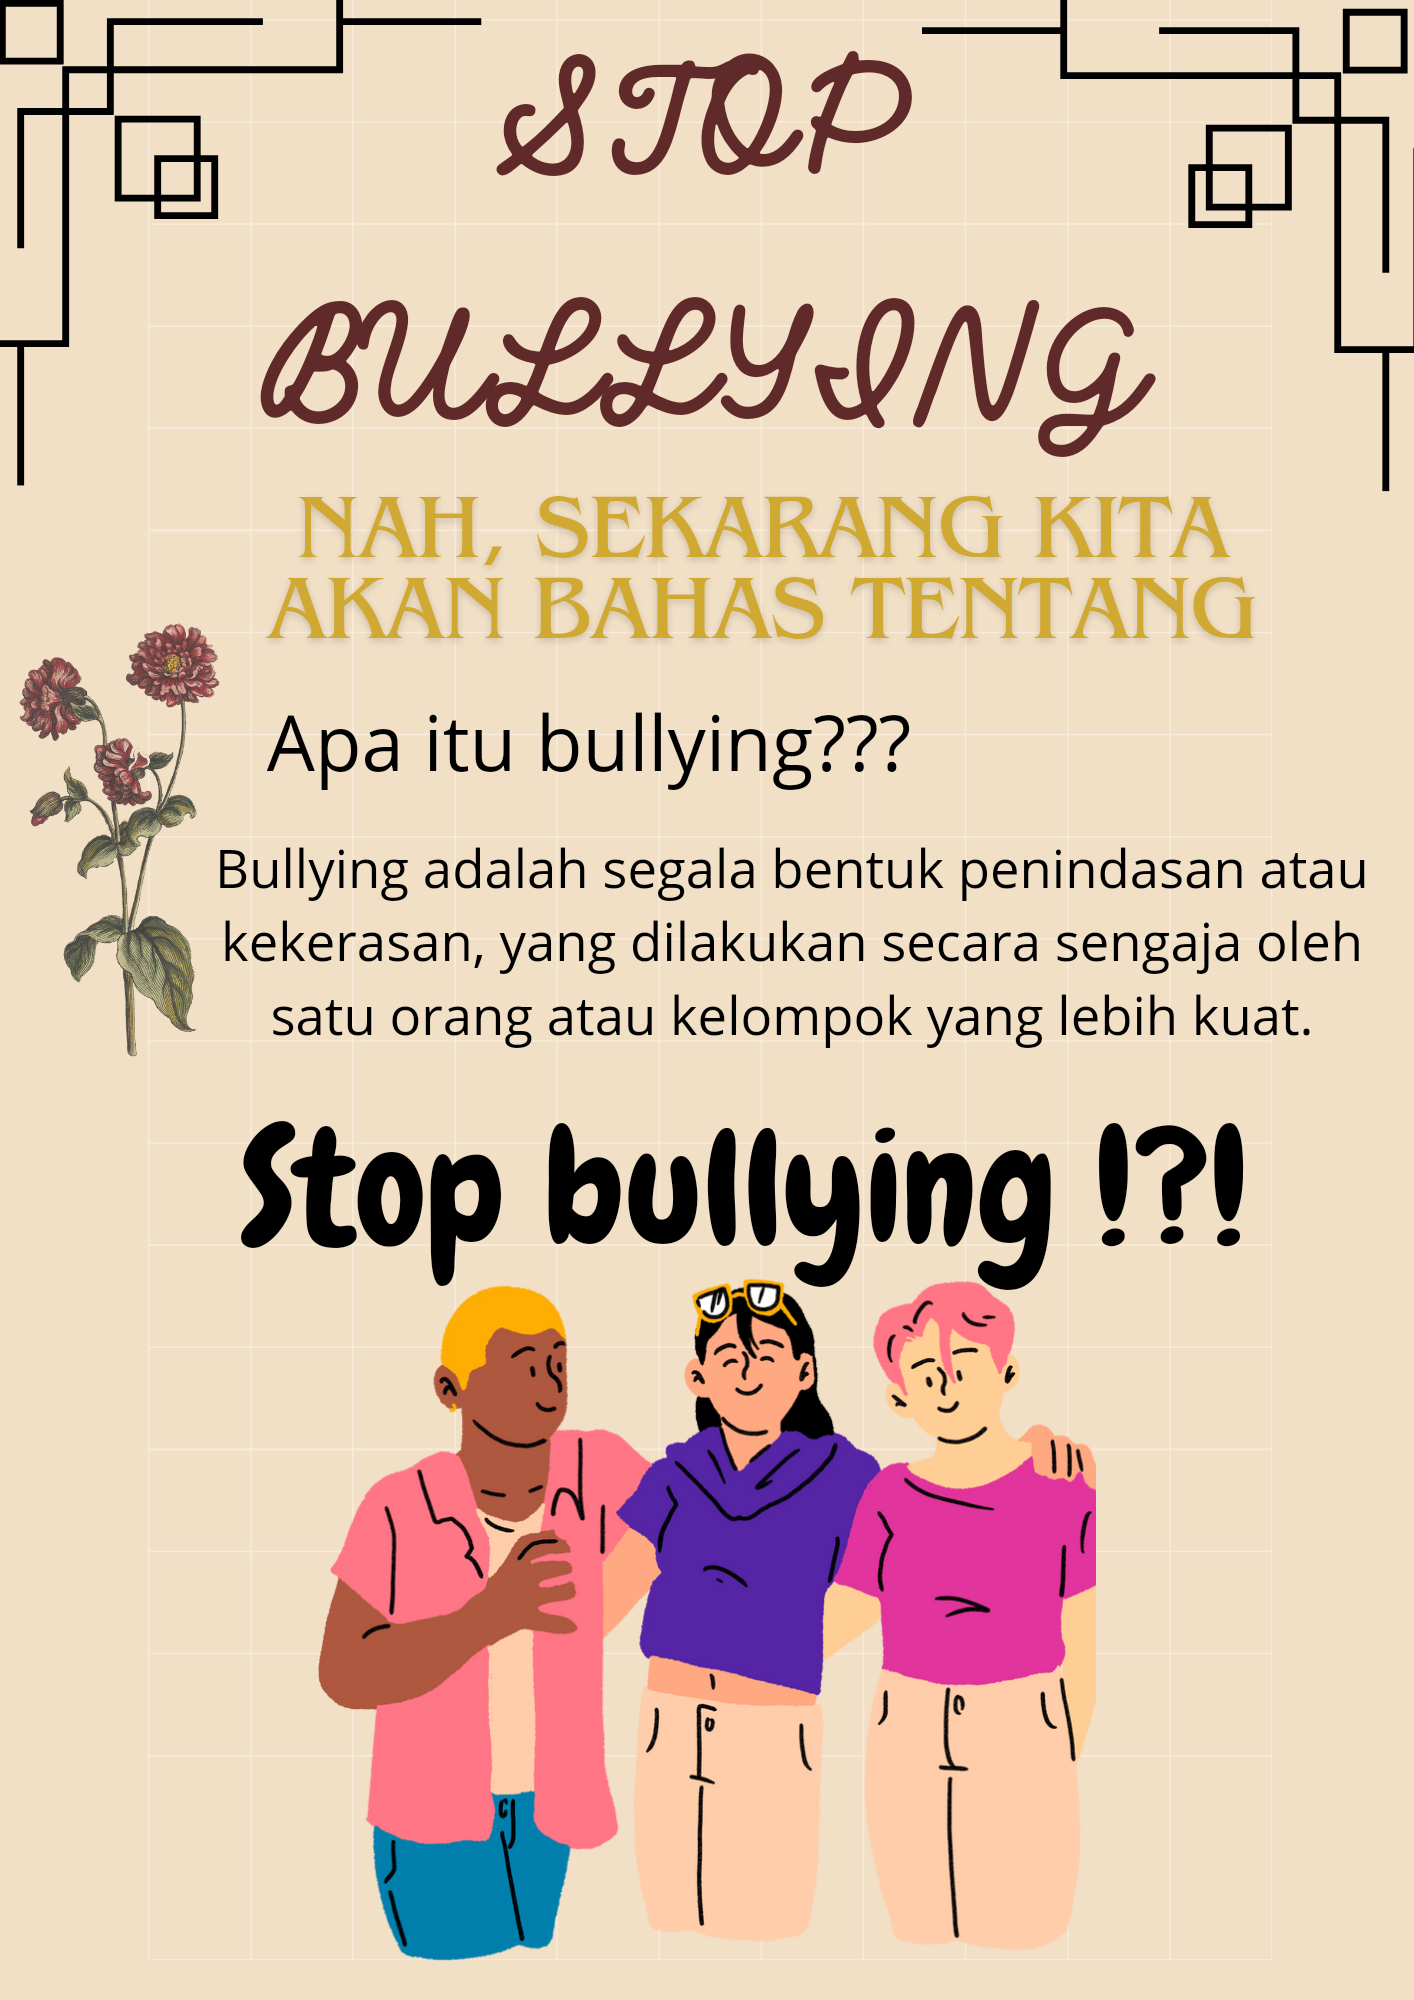 STOP
BULLYING
NAH, SEKARANG KITA
AKAN BAHAS TENTANG
Apa itu bullying???
Bullying adalah segala bentuk penindasan atau
kekerasan, yang dilakukan secara sengaja oleh
satu orang atau kelompok yang lebih kuat.
Stop bullying !?!